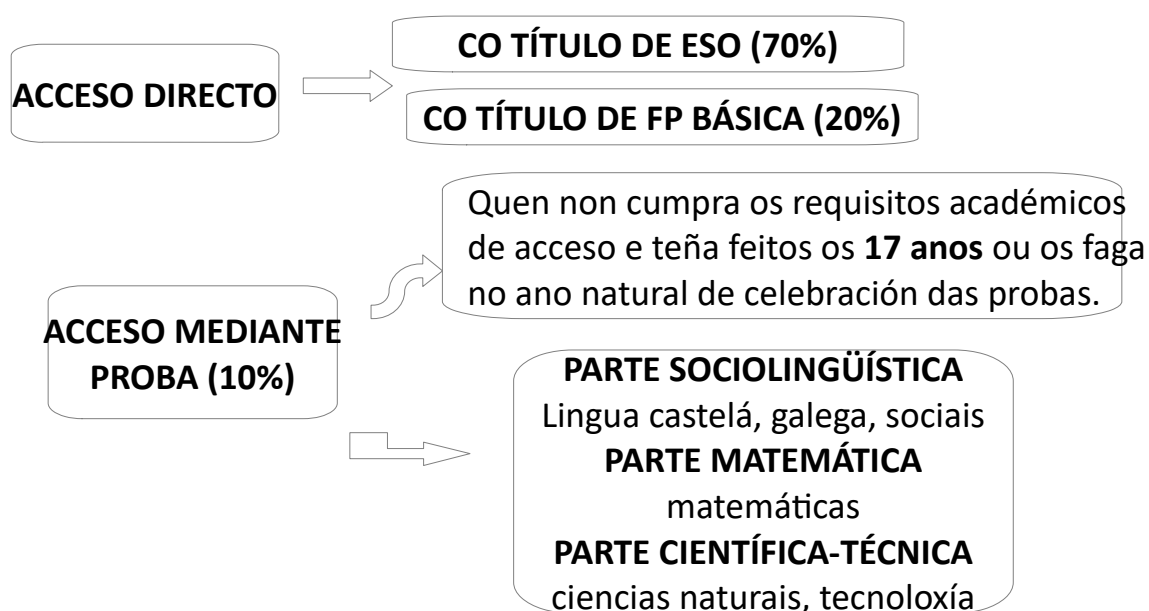 ACCESO DIRECTO
CO TÍTULO DE ESO (70%)
CO TÍTULO DE FP BÁSICA (20%)
ACCESO MEDIANTE
PROBA (10%)
Quen non cumpra os requisitos académicos
de acceso e teña feitos os 17 anos ou os faga
no ano natural de celebración das probas.
PARTE SOCIOLINGÜÍSTICA
Lingua castelá, galega, sociais
PARTE MATEMÁTICA
matemáticas
PARTE CIENTÍFICA-TÉCNICA
ciencias naturais, tecnoloxía